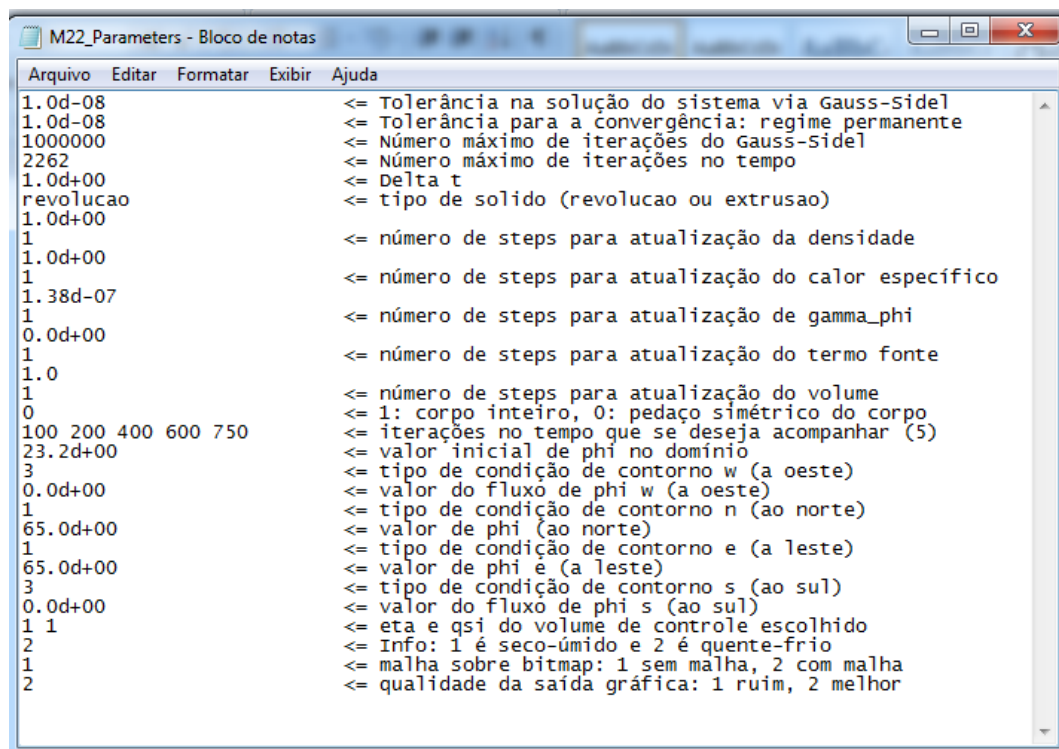 M22_Parameters - Bloco de notas
Arquivo Editar Formatar Exibir Ajuda
1.0d-08 <= Tolerância na solução do sistema via Gauss-Sidel
1.0d-08 <= Tolerância para a convergência: regime permanente
1000000 <= Número máximo de iterações do Gauss-Sidel
2262 <= Número máximo de iterações no tempo
1.0d+00 <= Delta t
revolucao <= tipo de solido (revolucao ou extrusao)
1.0d+00
1 <= número de steps para atualização da densidade
1.0d+00
1 <= número de steps para atualização do calor específico
1.38d-07
1 <= número de steps para atualização de gamma_phi
0.0d+00
1 <= número de steps para atualização do termo fonte
1.0
1 <= número de steps para atualização do volume
0 <= 1: corpo inteiro, 0: pedaço simétrico do corpo
100 200 400 600 750 <= iterações no tempo que se deseja acompanhar (5)
23.2d+00 <= valor inicial de phi no domínio
3 <= tipo de condição de contorno w (a oeste)
0.0d+00 <= valor do fluxo de phi w (a oeste)
1 <= tipo de condição de contorno n (ao norte)
65.0d+00 <= valor de phi (ao norte)
1 <= tipo de condição de contorno e (a leste)
65.0d+00 <= valor de phi e (a leste)
3 <= tipo de condição de contorno s (ao sul)
0.0d+00 <= valor do fluxo de phi s (ao sul)
1 1 <= eta e qsi do volume de controle escolhido
2 <= Info: 1 é seco-úmido e 2 é quente-frio
1 <= malha sobre bitmap: 1 sem malha, 2 com malha
2 <= qualidade da saída gráfica: 1 ruim, 2 melhor